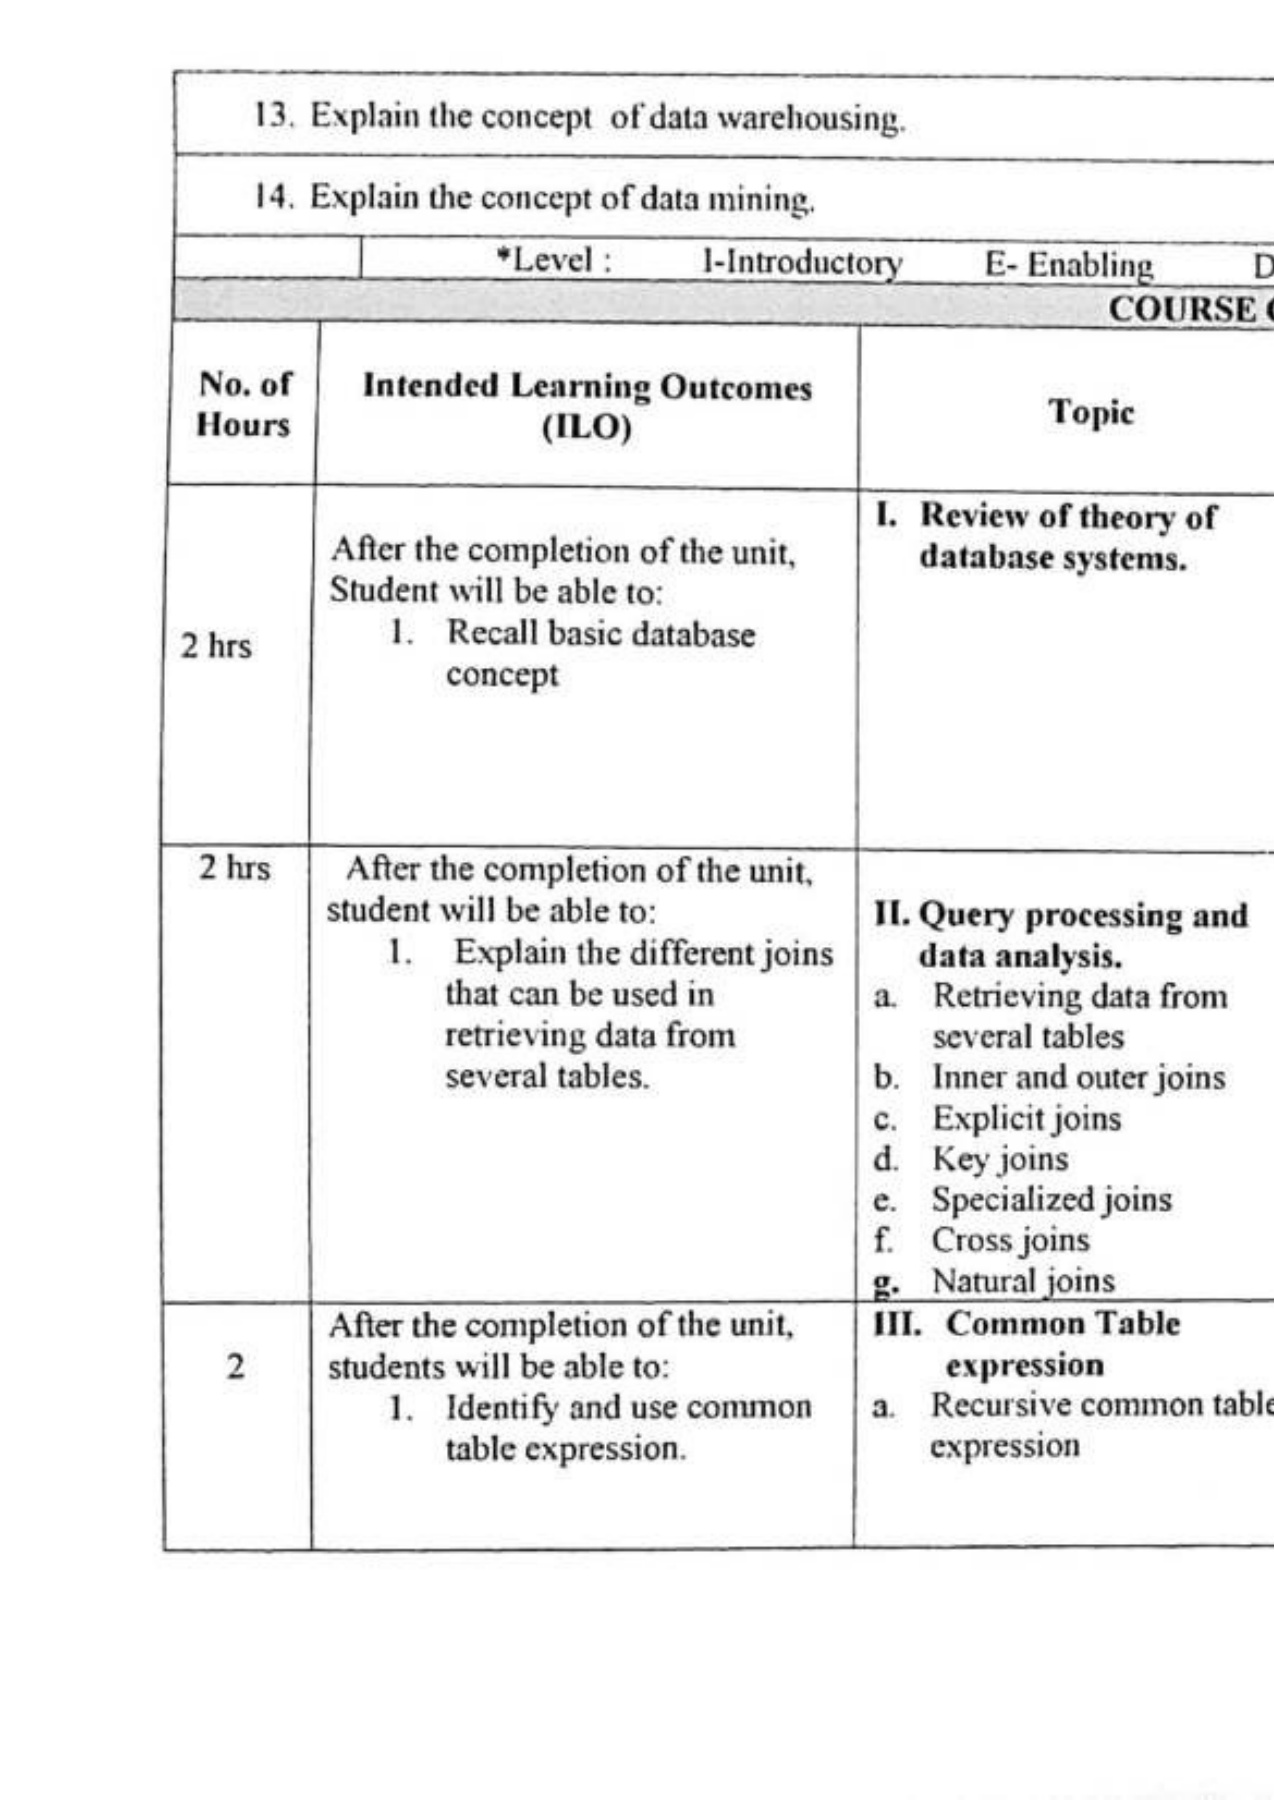 13. Explain the concept of data warehousing.
14. Explain the concept of data mining.
*Level : I-Introductory E- Enabling D
COURSE
No. of
Hours
Intended Learning Outcomes
(ILO)
Topic
2 hrs
After the completion of the unit,
Student will be able to:
1. Recall basic database
concept
I. Review of theory of
database systems.
2 hrs
After the completion of the unit,
student will be able to:
1. Explain the different joins
that can be used in
retrieving data from
several tables.
II. Query processing and
data analysis.
a. Retrieving data from
several tables
b. Inner and outer joins
c. Explicit joins
d. Key joins
e. Specialized joins
f. Cross joins
g. Natural joins
2
After the completion of the unit,
students will be able to:
1. Identify and use common
table expression.
III. Common Table
expression
a. Recursive common table
expression